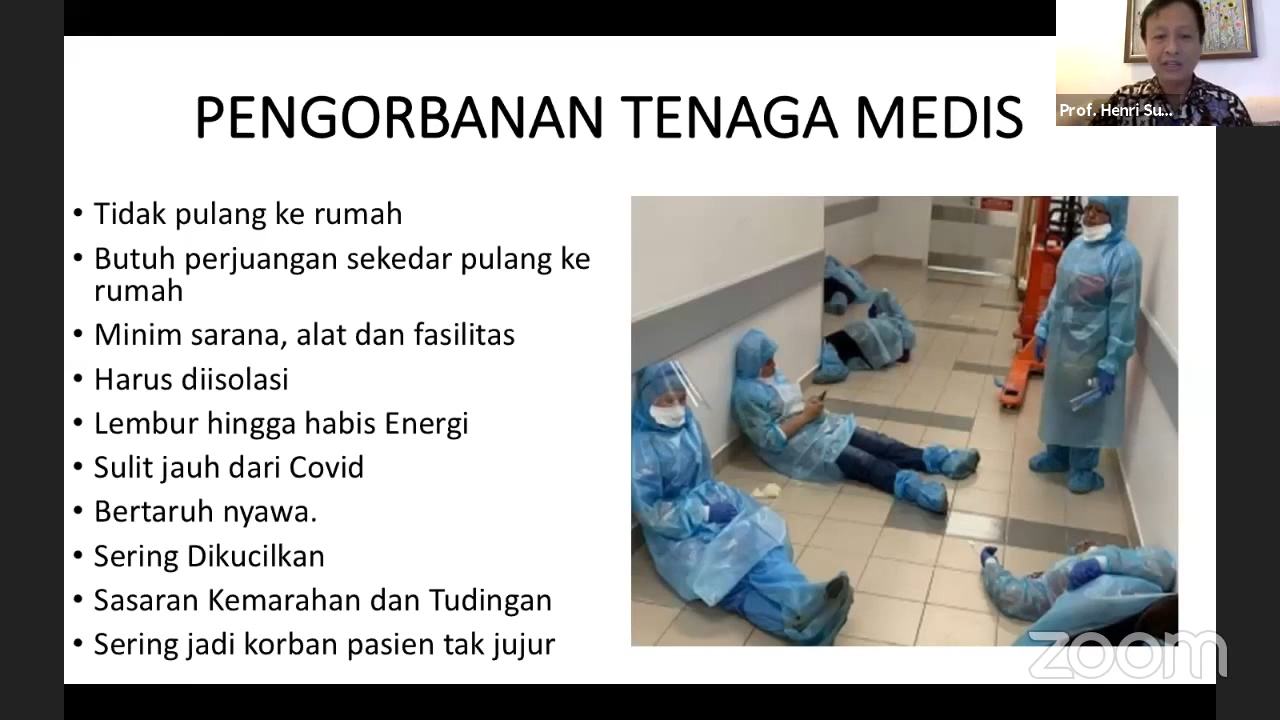 PENGORBANAN TENAGA MEDIS
Prof. Henri Su...
• Tidak pulang ke rumah
• Butuh perjuangan sekedar pulang ke
rumah
• Minim sarana, alat dan fasilitas
• Harus diisolasi
• Lembur hingga habis Energi
• Sulit jauh dari Covid
• Bertaruh nyawa.
• Sering Dikucilkan
• Sasaran Kemarahan dan Tudingan
• Sering jadi korban pasien tak jujur
zoom